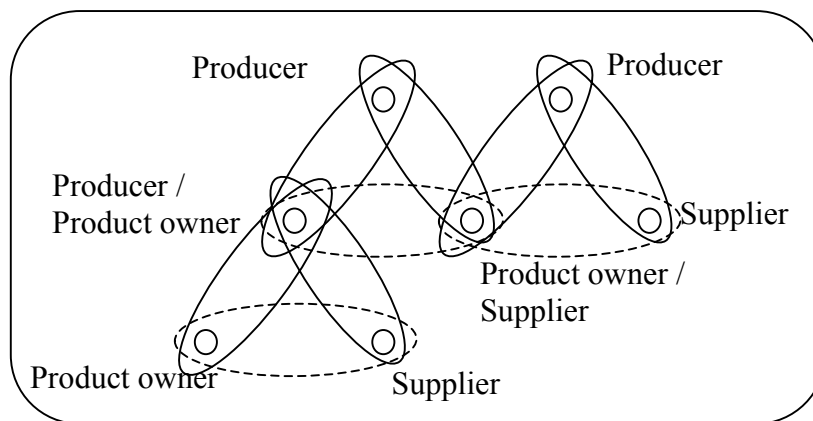 Producer
Producer
Producer /
Product owner
Supplier
Product owner /
Supplier
Product owner
Supplier